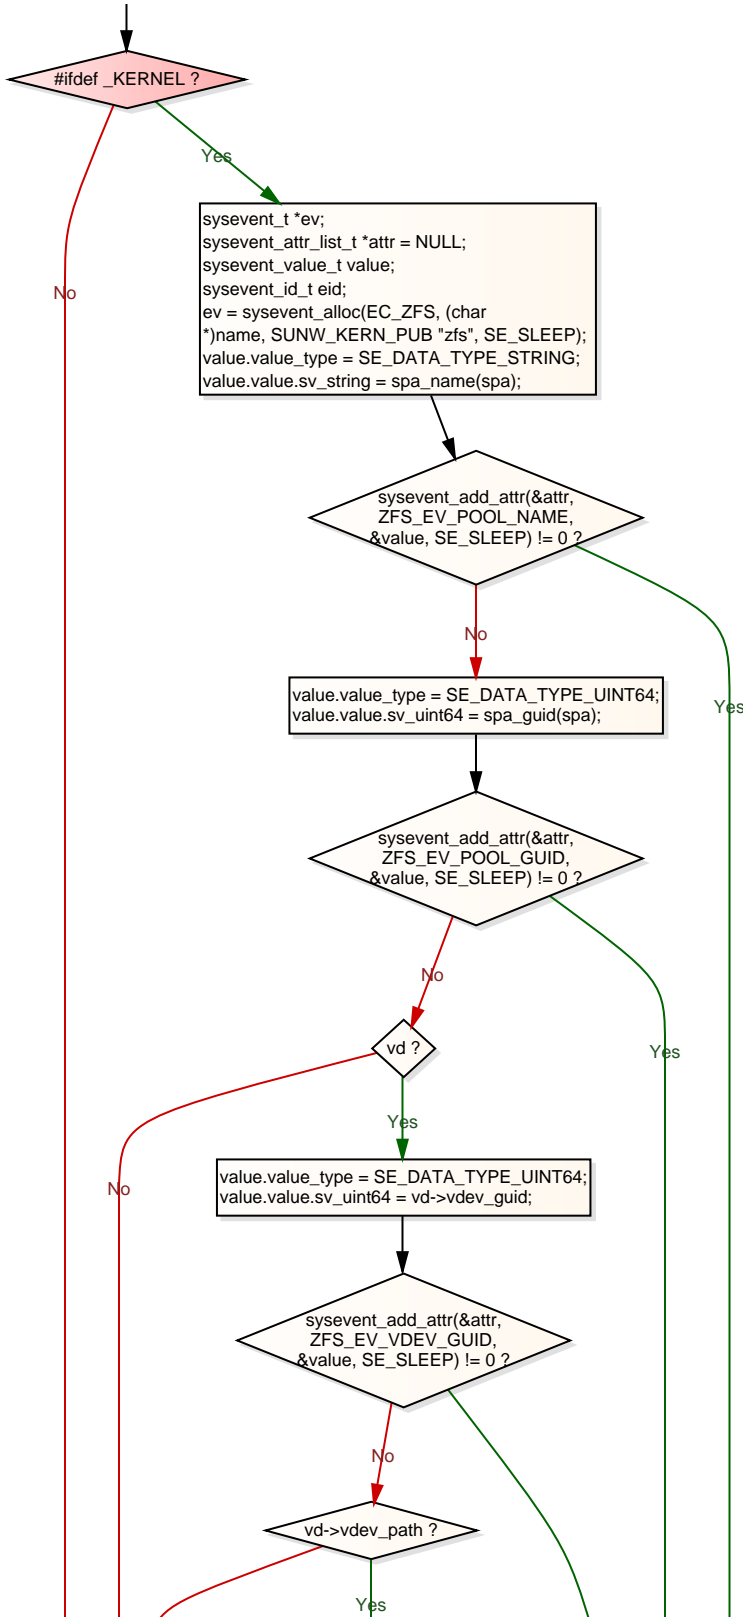 #ifdef _KERNEL ?
Yes
No
sysevent_t *ev;
sysevent_attr_list_t *attr = NULL;
sysevent_value_t value;
sysevent_id_t eid;
ev = sysevent_alloc(EC_ZFS, (char
*)name, SUNW_KERN_PUB "zfs", SE_SLEEP);
value.value_type = SE_DATA_TYPE_STRING;
value.value.sv_string = spa_name(spa);
sysevent_add_attr(&attr,
ZFS_EV_POOL_NAME,
&value, SE_SLEEP) != 0 ?
No
Yes
value.value_type = SE_DATA_TYPE_UINT64;
value.value.sv_uint64 = spa_guid(spa);
sysevent_add_attr(&attr,
ZFS_EV_POOL_GUID,
&value, SE_SLEEP) != 0 ?
No
Yes
vd ?
Yes
No
value.value_type = SE_DATA_TYPE_UINT64;
value.value.sv_uint64 = vd->vdev_guid;
sysevent_add_attr(&attr,
ZFS_EV_VDEV_GUID,
&value, SE_SLEEP) != 0 ?
No
vd->vdev_path ?
Yes